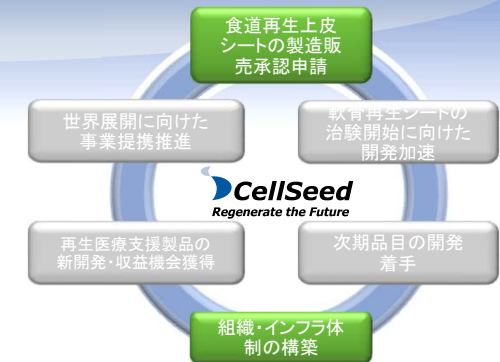 食道再生上皮
シートの製造販
売承認申請
世界展開に向けた
事業提携推進
軟骨再生シートの
治験開始に向けた
開発加速
CellSeed
Regenerate the Future
再生医療支援製品の
新開発・収益機会獲得
次期品目の開発
着手
組織・インフラ体
制の構築